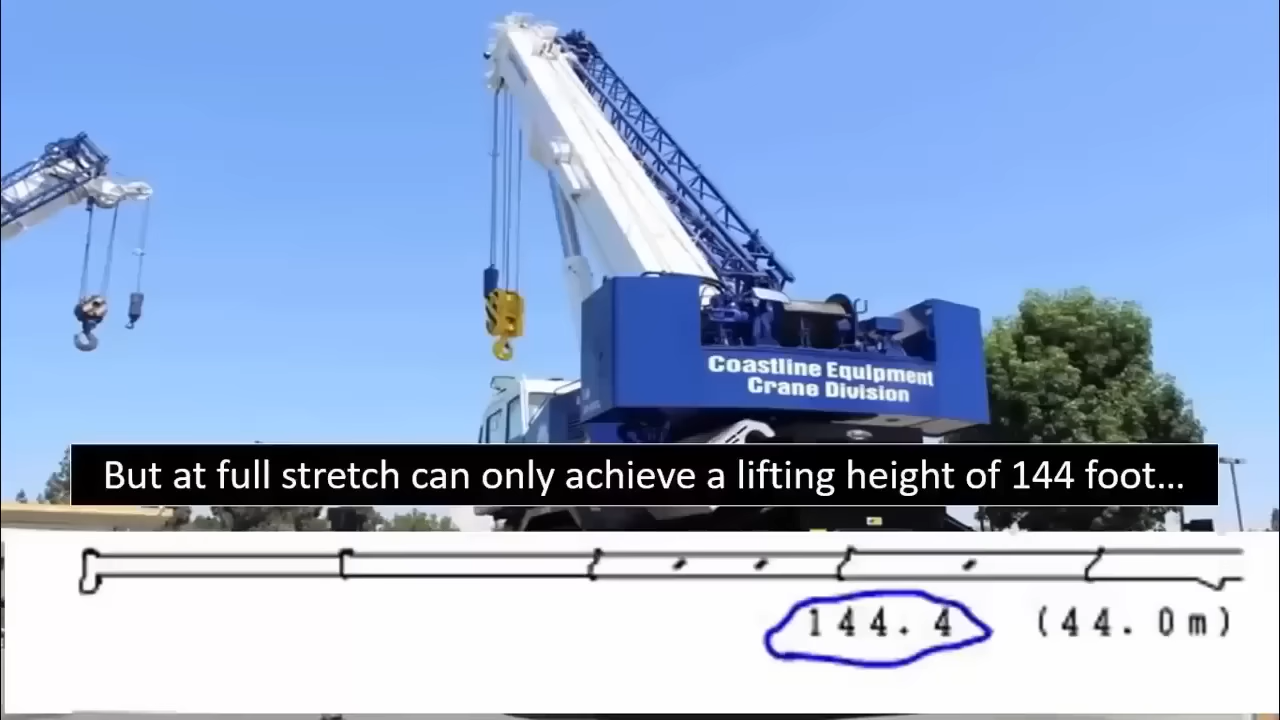 Coastline Equipment
Crane Division
But at full stretch can only achieve a lifting height of 144 foot...
144.4 (44.0m)